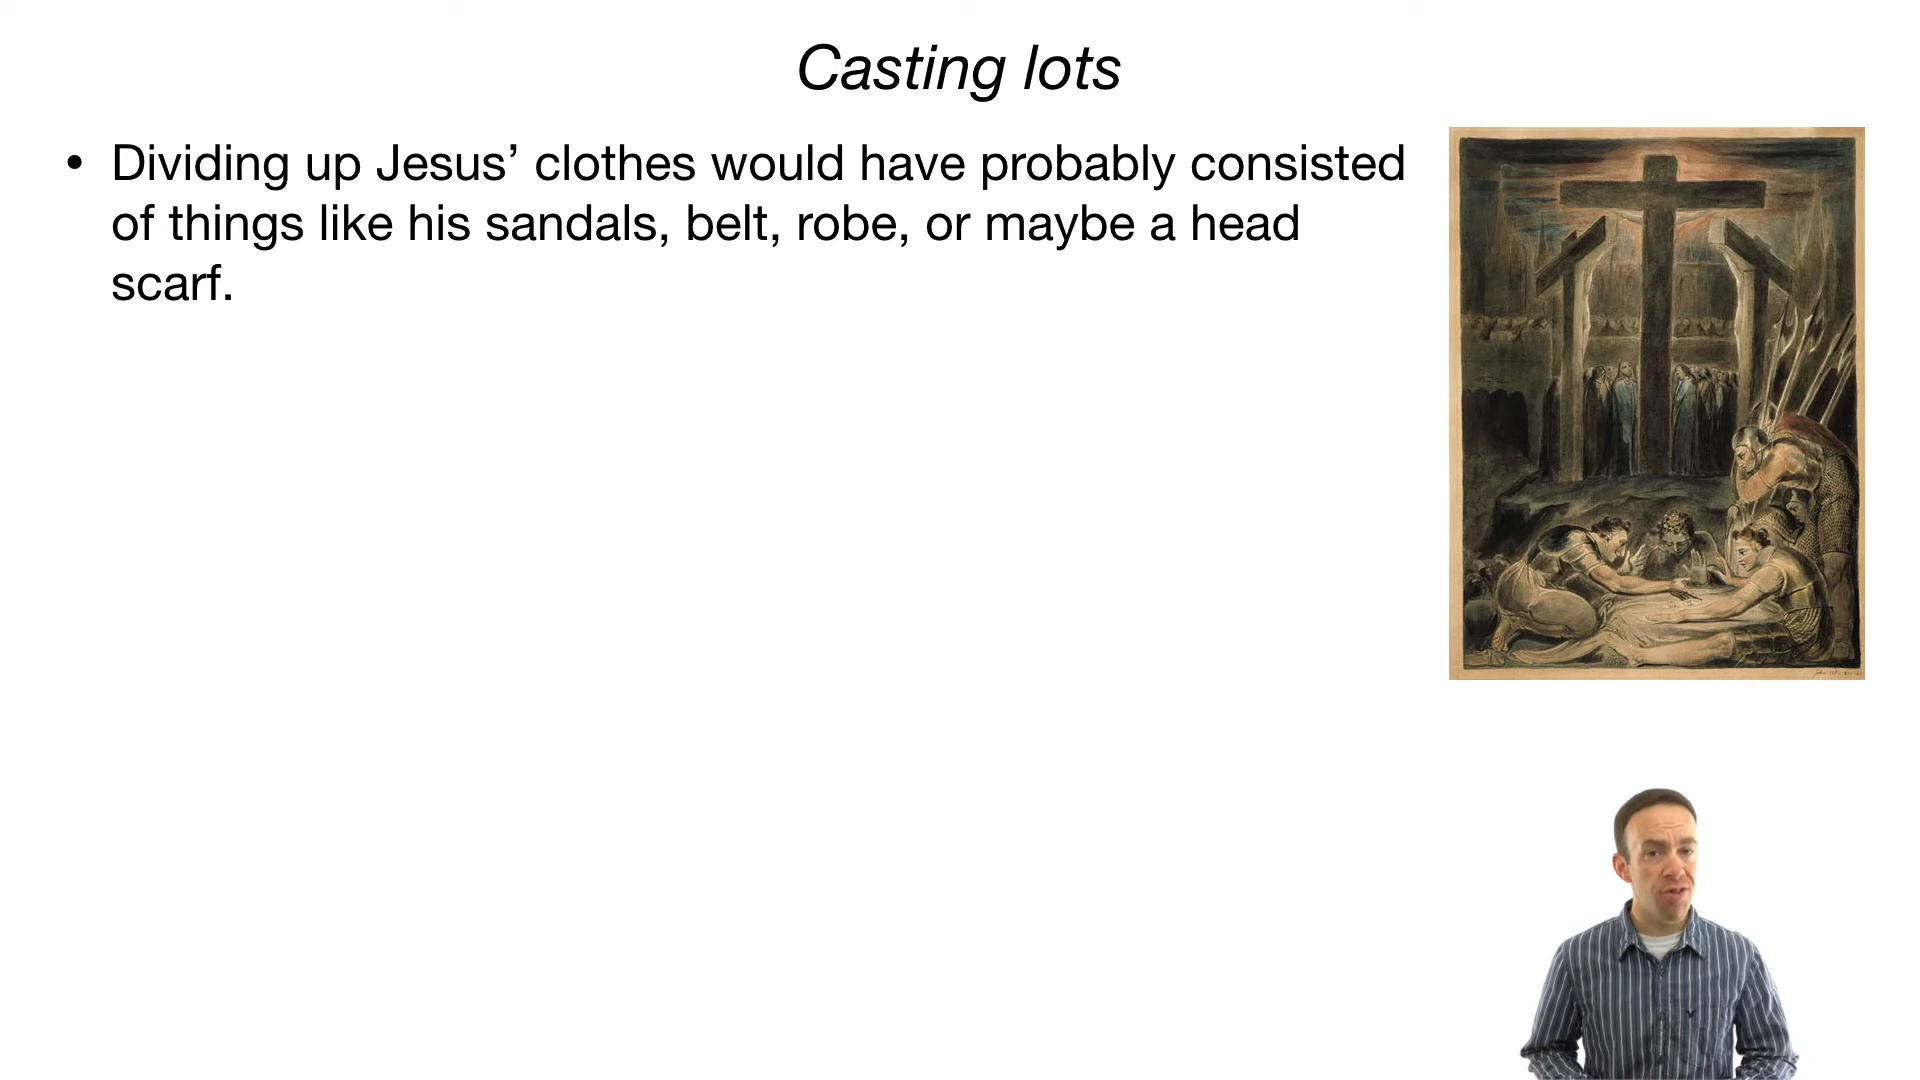 Casting lots
• Dividing up Jesus’ clothes would have probably consisted
of things like his sandals, belt, robe, or maybe a head
scarf.